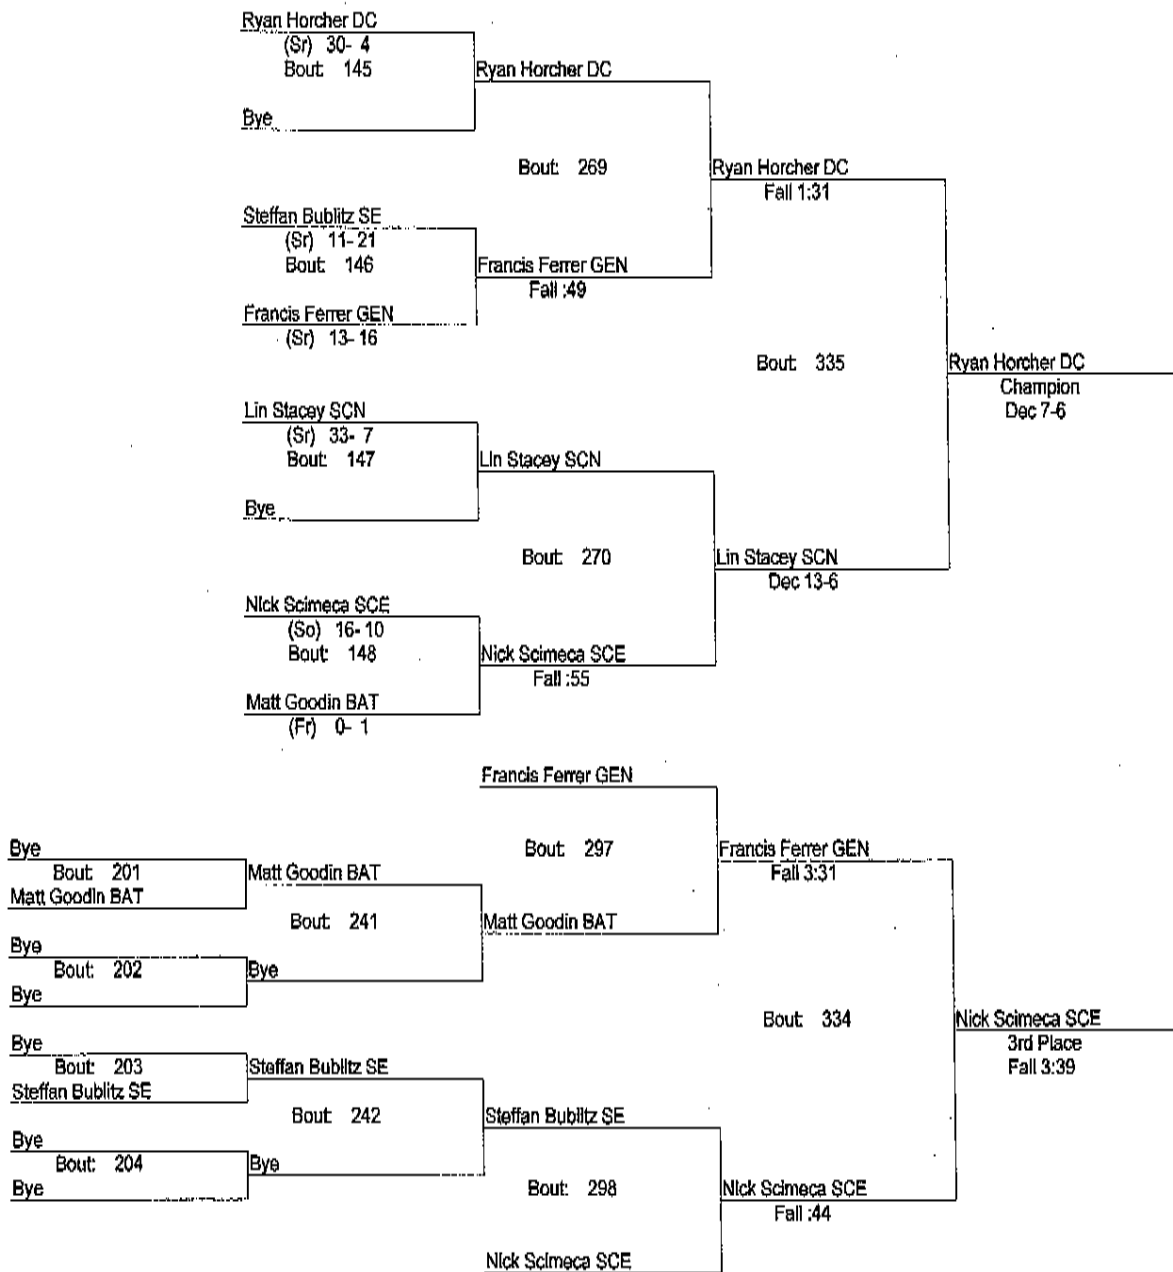 Ryan Horcher DC
(Sr) 30- 4
Bout: 145
Ryan Horcher DC
Bye
Bout: 269
Ryan Horcher DC
Fall 1:31
Steffan Bublitz SE
(Sr) 11- 21
Bout: 146
Francis Ferrer GEN
Fall :49
Francis Ferrer GEN
(Sr) 13- 16
Bout: 335
Ryan Horcher DC
Champion
Dec 7-6
Lin Stacey SCN
(Sr) 33- 7
Bout: 147
Lin Stacey SCN
Bye
Bout: 270
Lin Stacey SCN
Dec 13-6
Nick Scimeca SCE
(So) 16- 10
Bout: 148
Nick Scimeca SCE
Fall :55
Matt Goodin BAT
(Fr) 0- 1
Francis Ferrer GEN
Bout: 297
Francis Ferrer GEN
Fall 3:31
Bye
Bout: 201
Matt Goodin BAT
Matt Goodin BAT
Bout: 241
Matt Goodin BAT
Bye
Bout: 202
Bye
Bye
Bout: 334
Nick Scimeca SCE
3rd Place
Fall 3:39
Bye
Bout: 203
Steffan Bublitz SE
Steffan Bublitz SE
Bout: 242
Steffan Bublitz SE
Bye
Bout: 204
Bye
Bye
Bout: 298
Nick Scimeca SCE
Fall :44
Nick Scimeca SCE